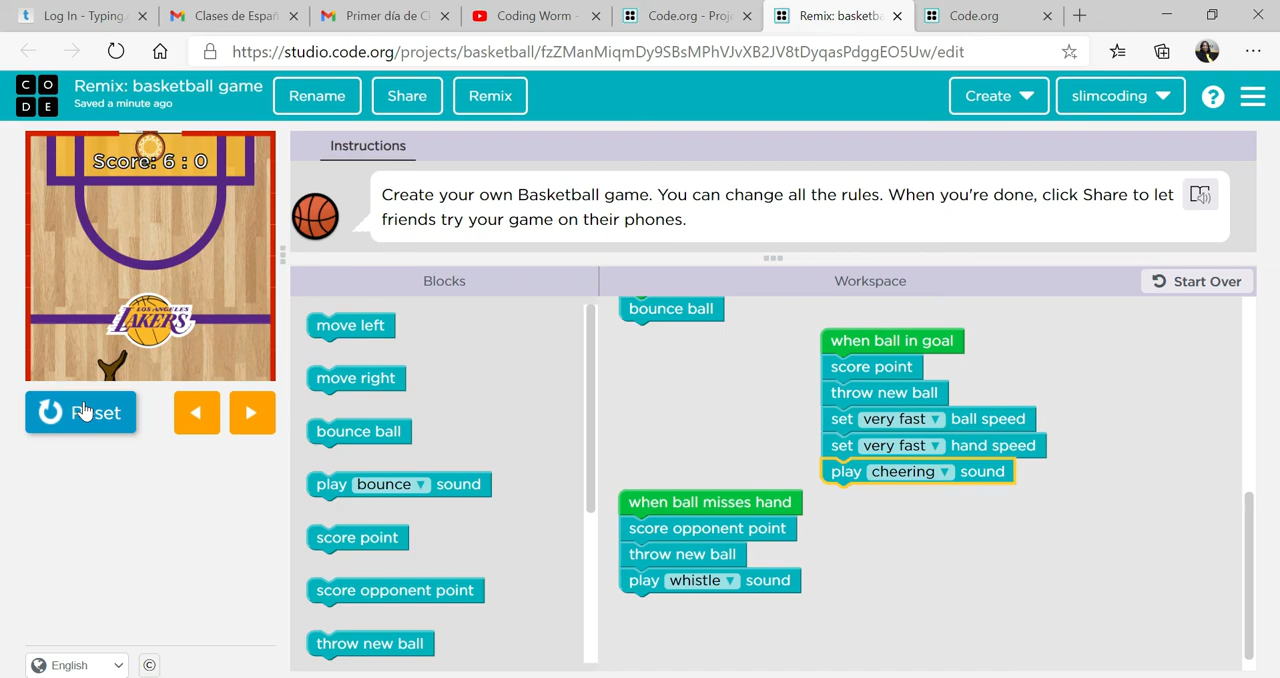 Log In - Typing.
Clases de Españ
Primer día de C
Coding Worm -
Code.org - Proj
Remix: basketba
Code.org
https://studio.code.org/projects/basketball/fzZManMiqmDy9SBsMPhVJvXB2JV8tDyqasPdggEO5Uw/edit
C O
D E
Remix: basketball game
Saved a minute ago
Rename
Share
Remix
Create
slimcoding
?
Score: 6 : 0
LOS ANGELES
LAKERS
Reset
Instructions
Create your own Basketball game. You can change all the rules. When you're done, click Share to let
friends try your game on their phones.
Blocks
Workspace
Start Over
move left
move right
bounce ball
play bounce sound
score point
score opponent point
throw new ball
bounce ball
when ball in goal
score point
throw new ball
set very fast ball speed
set very fast hand speed
play cheering sound
when ball misses hand
score opponent point
throw new ball
play whistle sound
English
©